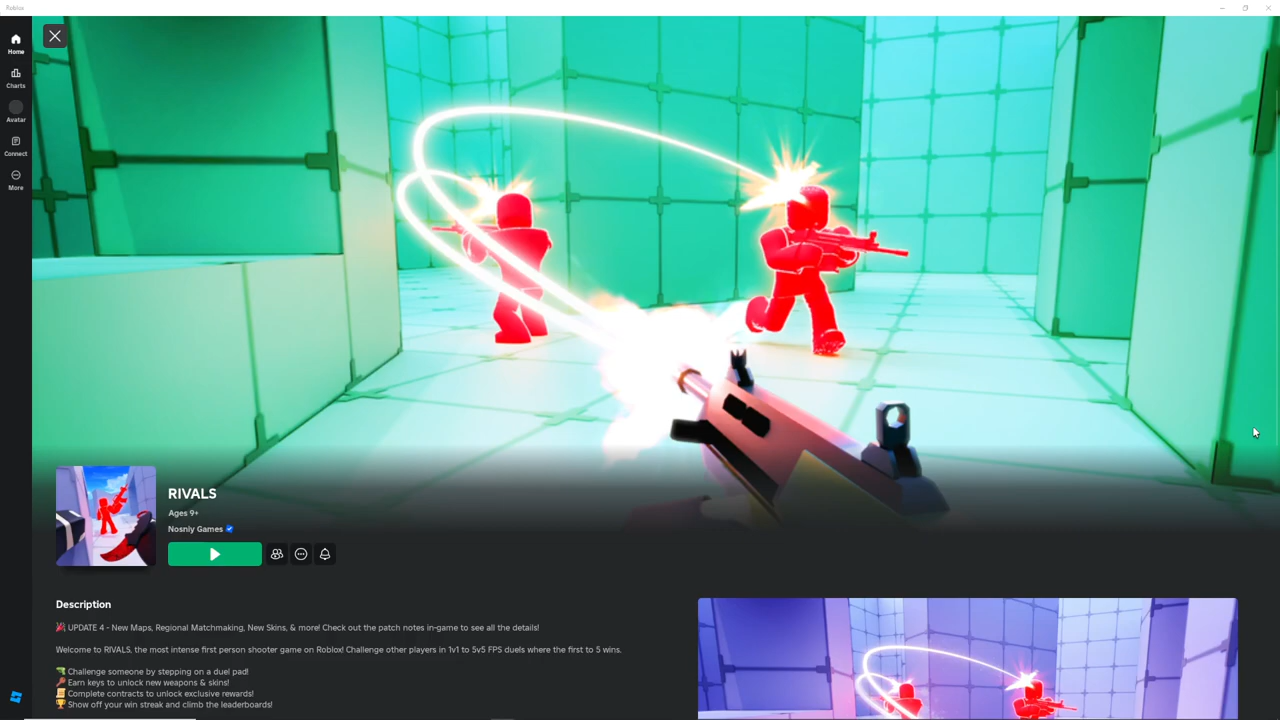 Roblox
Home
Charts
Avatar
Connect
More
RIVALS
Ages 9+
Nosniy Games
Description
🎉 UPDATE 4 - New Maps, Regional Matchmaking, New Skins, & more! Check out the patch notes in-game to see all the details!
Welcome to RIVALS, the most intense first person shooter game on Roblox! Challenge other players in 1v1 to 5v5 FPS duels where the first to 5 wins.
🔫 Challenge someone by stepping on a duel pad!
🔑 Earn keys to unlock new weapons & skins!
📜 Complete contracts to unlock exclusive rewards!
🏆 Show off your win streak and climb the leaderboards!